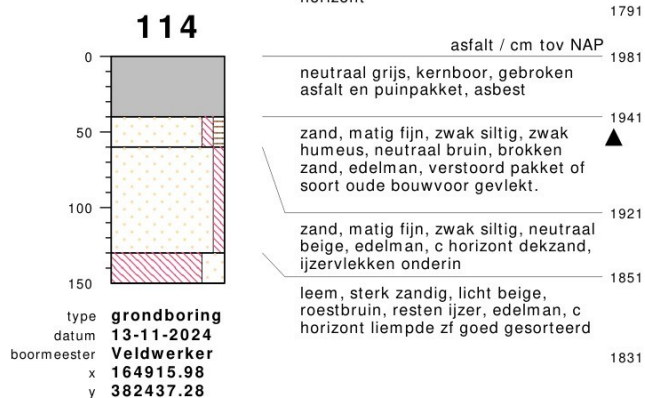 1791
114
asfalt / cm tov NAP
0
1981
neutraal grijs, kernboor, gebroken
asfalt en puinpakket, asbest
1941
50
zand, matig fijn, zwak siltig, zwak
humeus, neutraal bruin, brokken
zand, edelman, verstoord pakket of
soort oude bouwvoor gevlekt.
1921
100
zand, matig fijn, zwak siltig, neutraal
beige, edelman, c horizont dekzand,
ijzervlekken onderin
1851
150
leem, sterk zandig, licht beige,
roestbruin, resten ijzer, edelman, c
horizont liempde zf goed gesorteerd
1831
type grondboring
datum 13-11-2024
boormeester Veldwerker
x 164915.98
y 382437.28